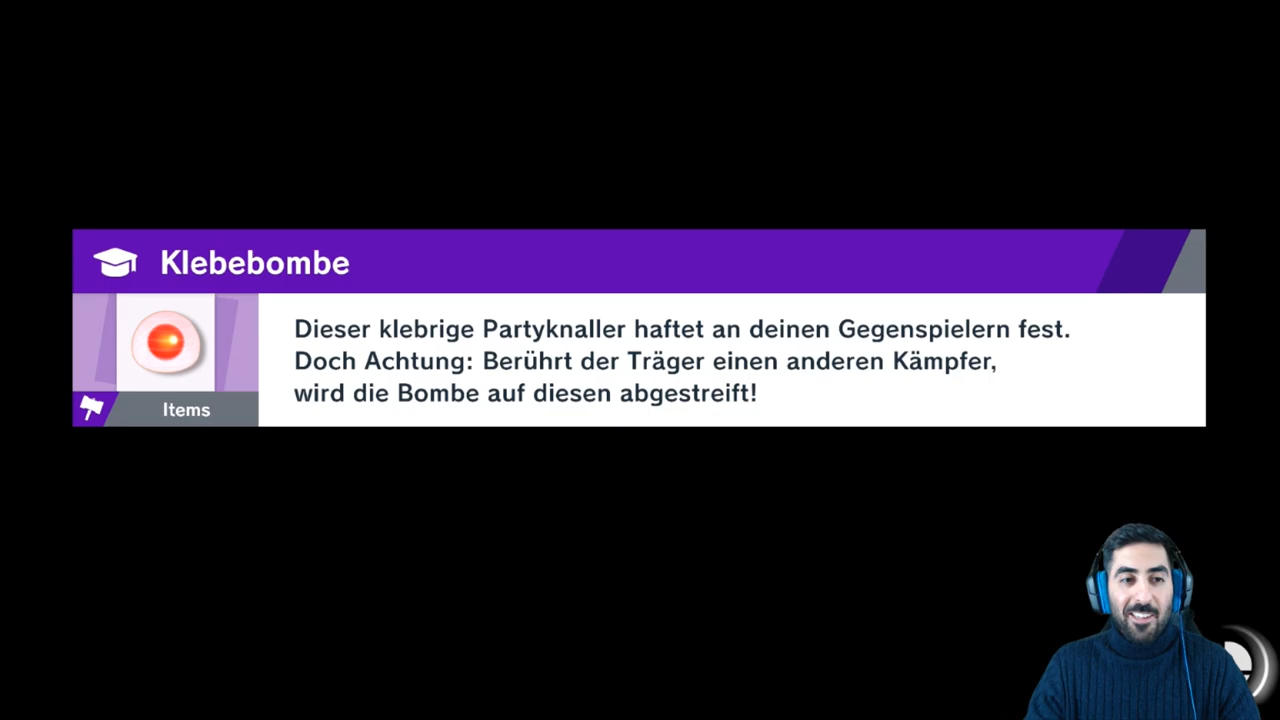 Klebebombe
Dieser klebrige Partyknaller haftet an deinen Gegenspielern fest.
Doch Achtung: Berührt der Träger einen anderen Kämpfer,
wird die Bombe auf diesen abgestreift!
Items